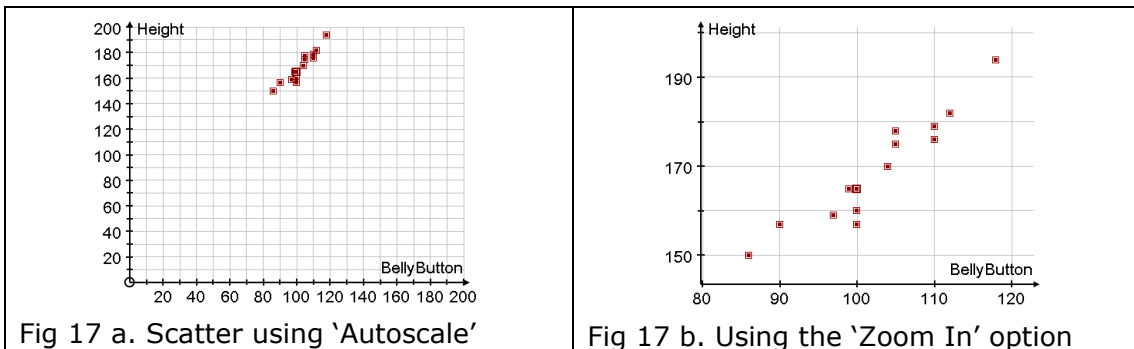 200 Height
180
160
140
120
100
80
60
40
20
BellyButton
20 40 60 80 100 120 140 160 180 200
Fig 17 a. Scatter using ‘Autoscale’
Height
190
170
150
BellyButton
80 90 100 110 120
Fig 17 b. Using the ‘Zoom In’ option